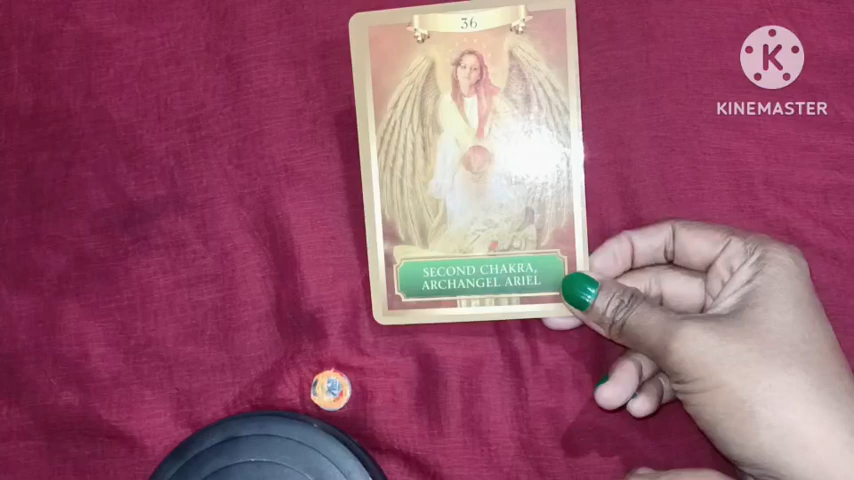 36
K
KINEMASTER
SECOND CHAKRA,
ARCHANGEL ARIEL